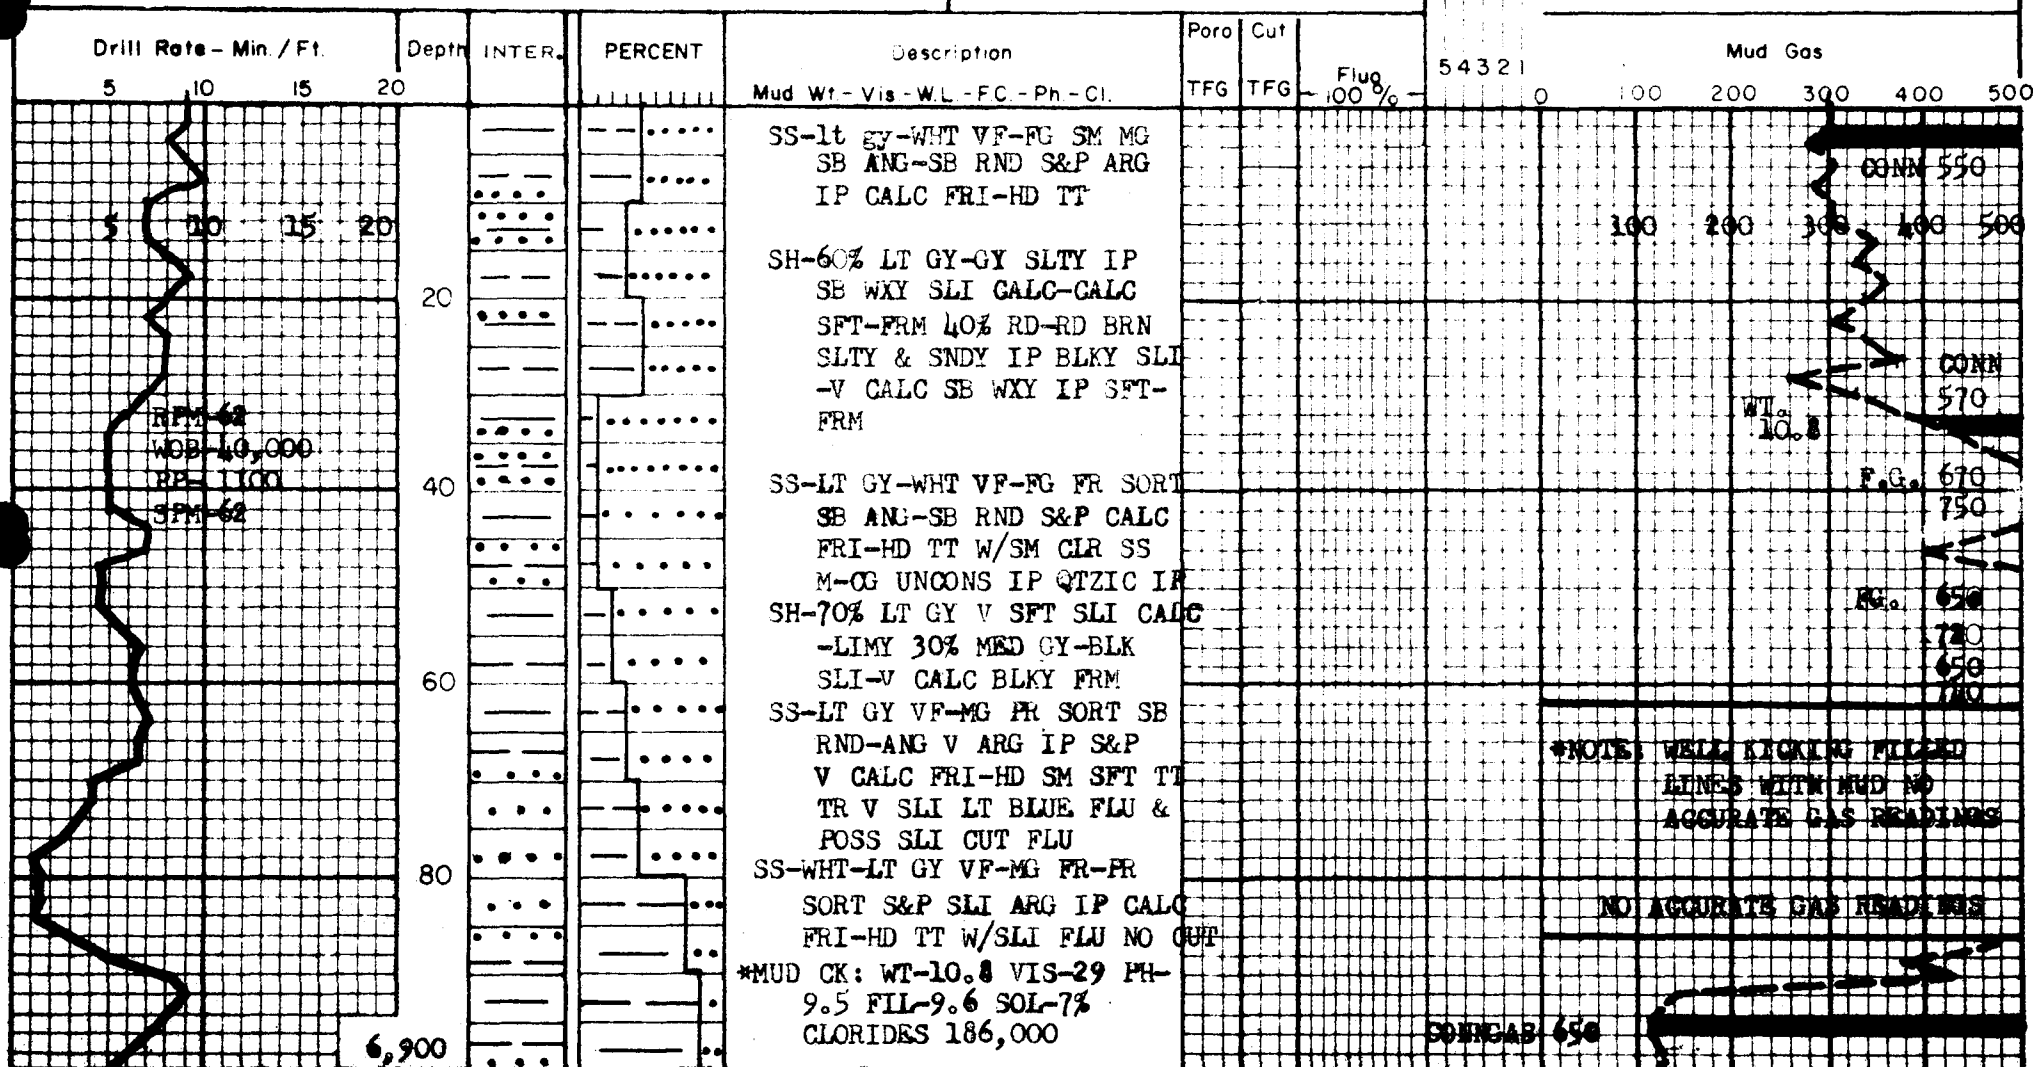 Drill Rate - Min. / Ft.
5 10 15 20
Depth
INTER.
PERCENT
Description
Mud Wt - Vis - W.L. - F.C. - Ph - Cl.
Poro Cut
TFG TFG
100 %
5 4 3 2 1
Mud Gas
0 100 200 300 400 500
SS-lt gy-WHT VF-FG SM MG
SB ANG-SB RND S&P ARG
IP CALC FRI-HD TT
SH-60% LT GY-GY SLTY IP
SB WXY SLI CALC-CALC
SFT-FRM 40% RD-RD BRN
SLTY & SNDY IP BLKY SLI
-V CALC SB WXY IP SFT-
FRM
SS-LT GY-WHT VF-FG FR SORT
SB ANG-SB RND S&P CALC
FRI-HD TT W/SM CLR SS
M-CG UNCONS IP QTZIC IP
SH-70% LT GY V SFT SLI CALC
-LIMY 30% MED GY-BLK
SLI-V CALC BLKY FRM
SS-LT GY VF-MG PR SORT SB
RND-ANG V ARG IP S&P
V CALC FRI-HD SM SFT TT
TR V SLI LT BLUE FLU &
POSS SLI CUT FLU
SS-WHT-LT GY VF-MG FR-PR
SORT S&P SLI ARG IP CALC
FRI-HD TT W/SLI FLU NO CUT
*MUD CK: WT-10.8 VIS-29 PH-
9.5 FIL-9.6 SOL-7%
CLORIDES 186,000
5 10 15 20
RPM-62
WOB-40,000
PP-1100
SPM-62
20
40
60
80
6,900
CONN 550
100 200 300 400 500
CONN
570
WT.
10.8
F.G. 670
750
FG. 650
650
*NOTE: WELL KICKING FILLED
LINES WITH MUD NO
ACCURATE GAS READINGS
NO ACCURATE GAS READINGS
CONNGAS 650